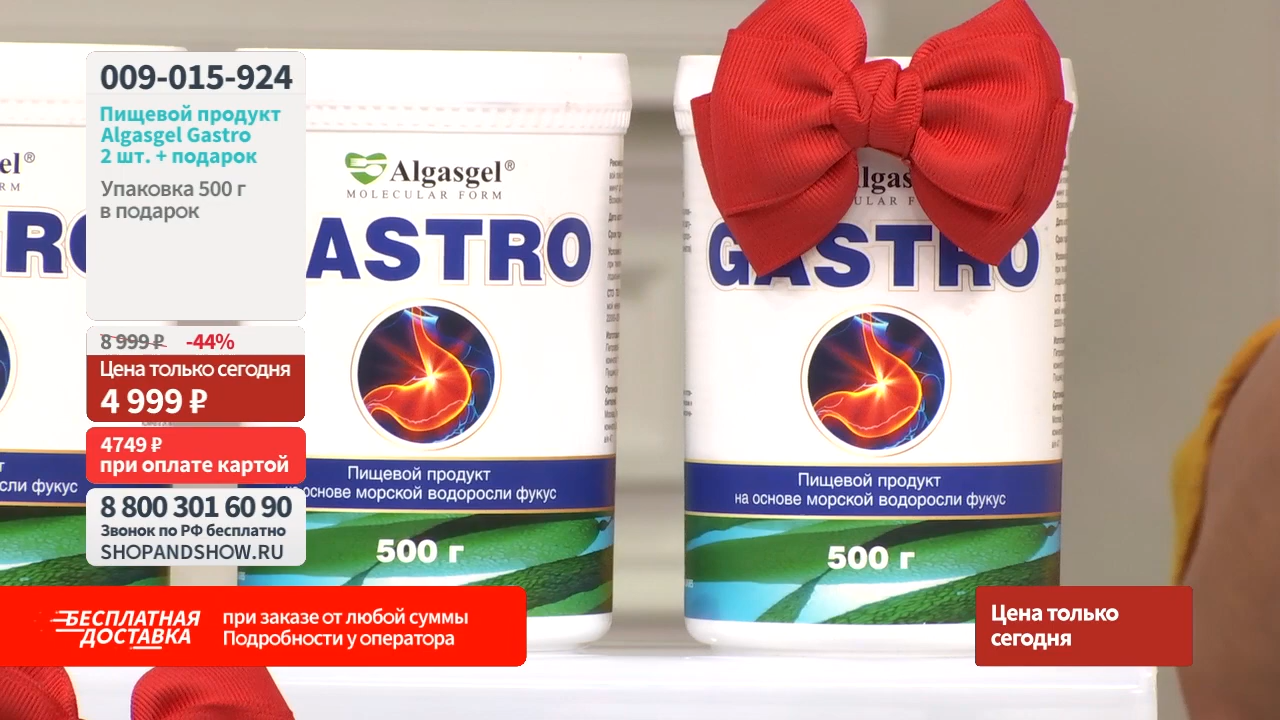 009-015-924
Пищевой продукт
Algasgel Gastro
2 шт. + подарок
Упаковка 500 г
в подарок
8 999 ₽ -44%
Цена только сегодня
4 999 ₽
4749 ₽
при оплате картой
8 800 301 60 90
Звонок по РФ бесплатно
SHOPANDSHOW.RU
БЕСПЛАТНАЯ
ДОСТАВКА
при заказе от любой суммы
Подробности у оператора
Цена только
сегодня
Algasgel®
MOLECULAR FORM
ASTRO
Пищевой продукт
основе морской водоросли фукус
500 г
GASTRO
Пищевой продукт
на основе морской водоросли фукус
500 г
фукус